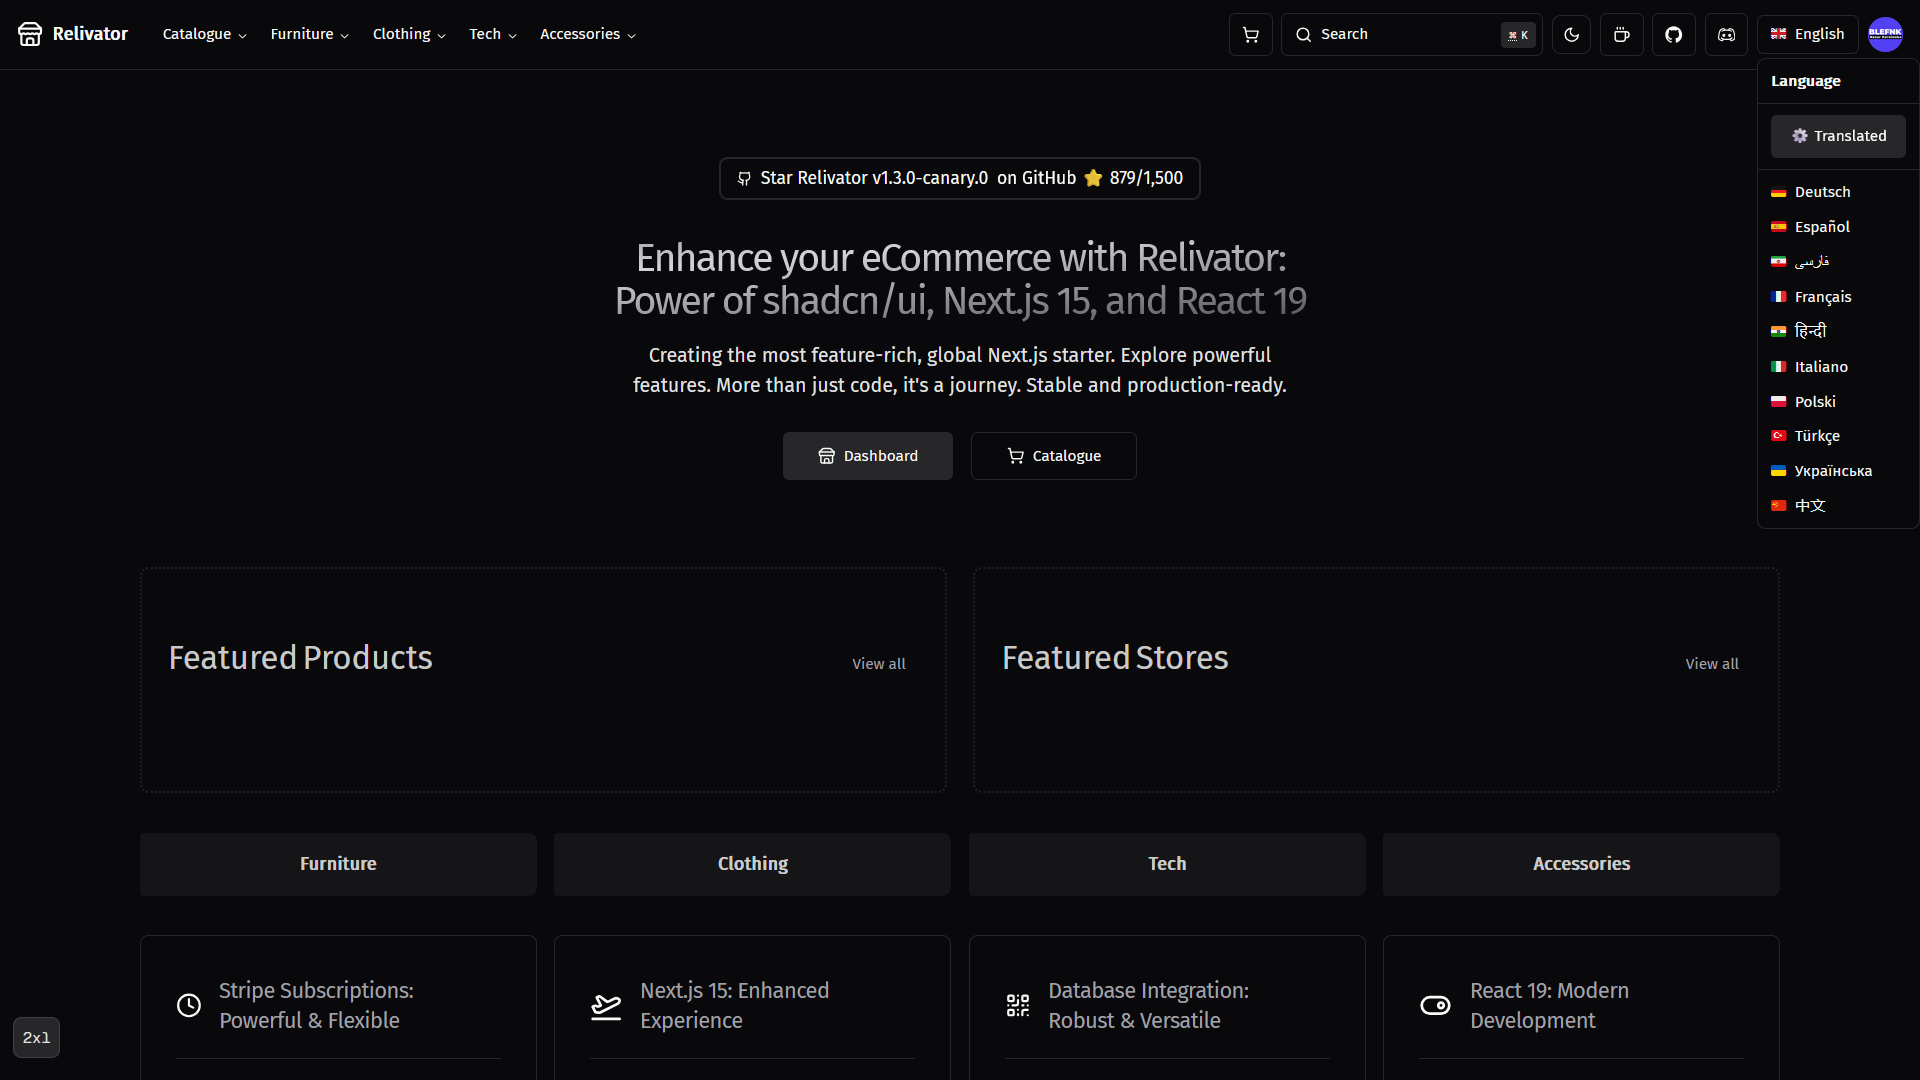 Relivator
Catalogue
Furniture
Clothing
Tech
Accessories
Search
⌘ K
English
BLEFNK
Language
Translated
Deutsch
Español
فارسی
Français
हिन्दी
Italiano
Polski
Türkçe
Українська
中文
Star Relivator v1.3.0-canary.0 on GitHub ⭐ 879/1,500
Enhance your eCommerce with Relivator:
Power of shadcn/ui, Next.js 15, and React 19
Creating the most feature-rich, global Next.js starter. Explore powerful
features. More than just code, it's a journey. Stable and production-ready.
Dashboard
Catalogue
Featured Products
View all
Featured Stores
View all
Furniture
Clothing
Tech
Accessories
Stripe Subscriptions:
Powerful & Flexible
Next.js 15: Enhanced
Experience
Database Integration:
Robust & Versatile
React 19: Modern
Development
2xl